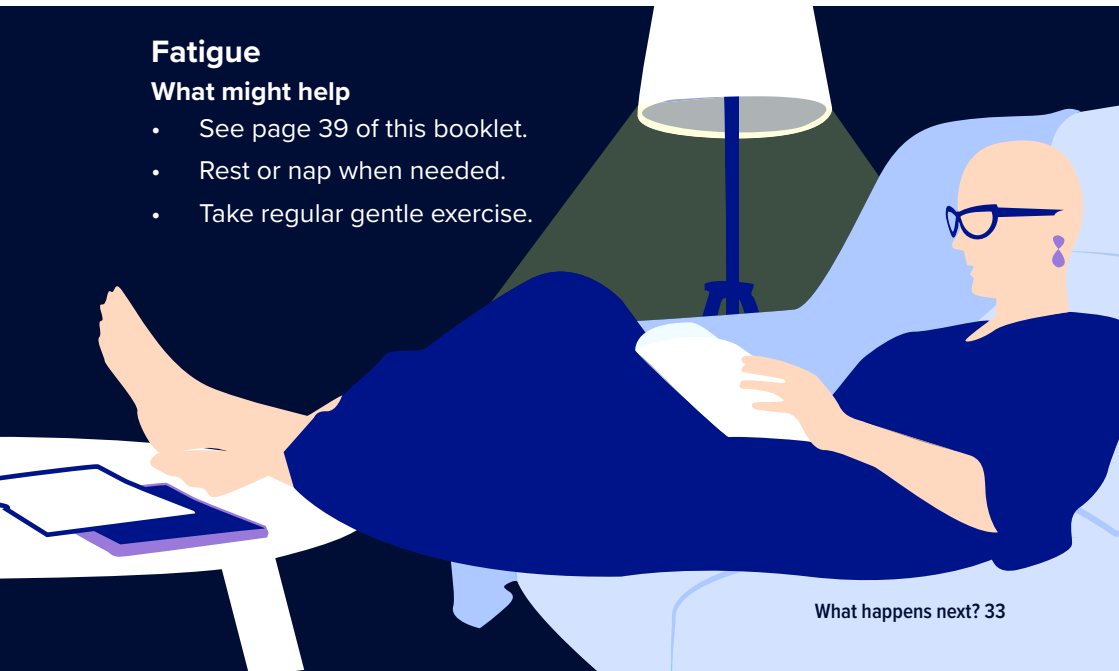 Fatigue
What might help
• See page 39 of this booklet.
• Rest or nap when needed.
• Take regular gentle exercise.
What happens next? 33